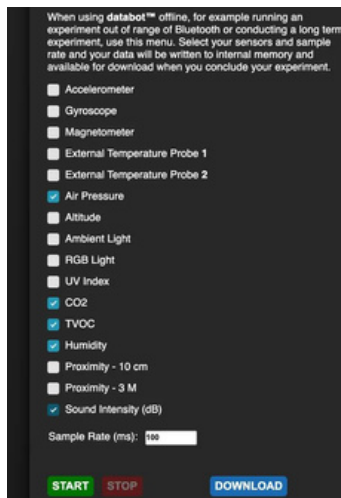 When using databot™ offline, for example running an
experiment out of range of Bluetooth or conducting a long term
experiment, use this menu. Select your sensors and sample
rate and your data will be written to internal memory and
available for download when you conclude your experiment.
Accelerometer
Gyroscope
Magnetometer
External Temperature Probe 1
External Temperature Probe 2
Air Pressure
Altitude
Ambient Light
RGB Light
UV Index
CO2
TVOC
Humidity
Proximity - 10 cm
Proximity - 3 M
Sound Intensity (dB)
Sample Rate (ms): 100
START STOP DOWNLOAD